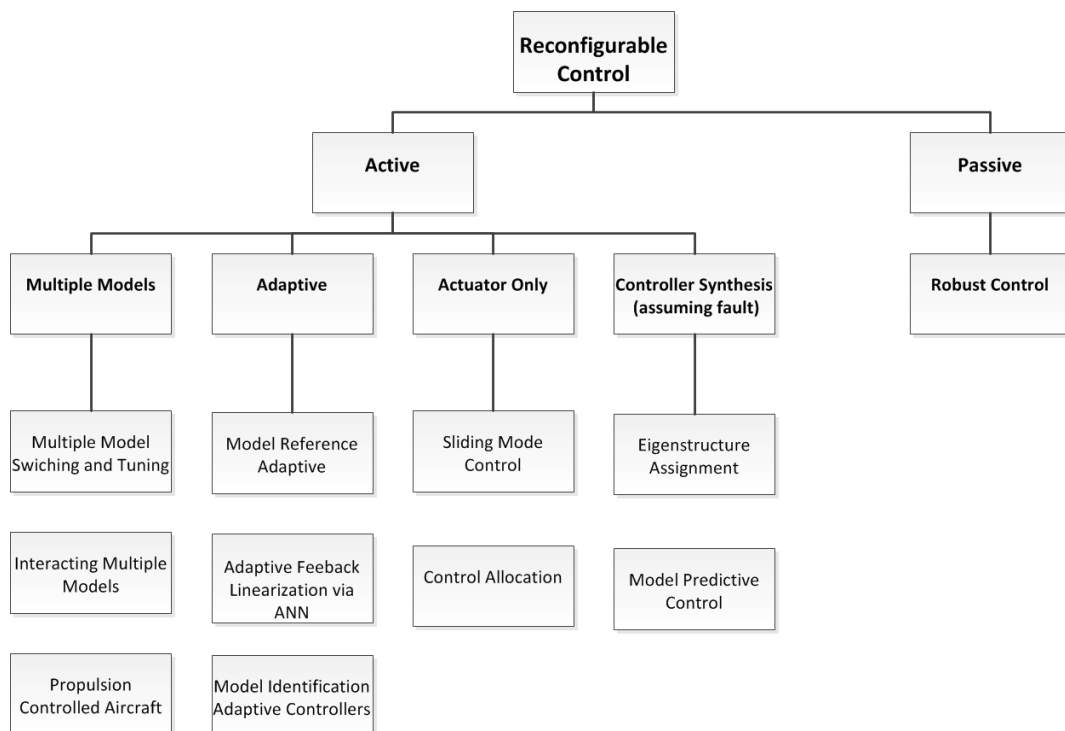 Reconfigurable
Control
Active
Passive
Multiple Models
Adaptive
Actuator Only
Controller Synthesis
(assuming fault)
Robust Control
Multiple Model
Swiching and Tuning
Model Reference
Adaptive
Sliding Mode
Control
Eigenstructure
Assignment
Interacting Multiple
Models
Adaptive Feeback
Linearization via
ANN
Control Allocation
Model Predictive
Control
Propulsion
Controlled Aircraft
Model Identification
Adaptive Controllers